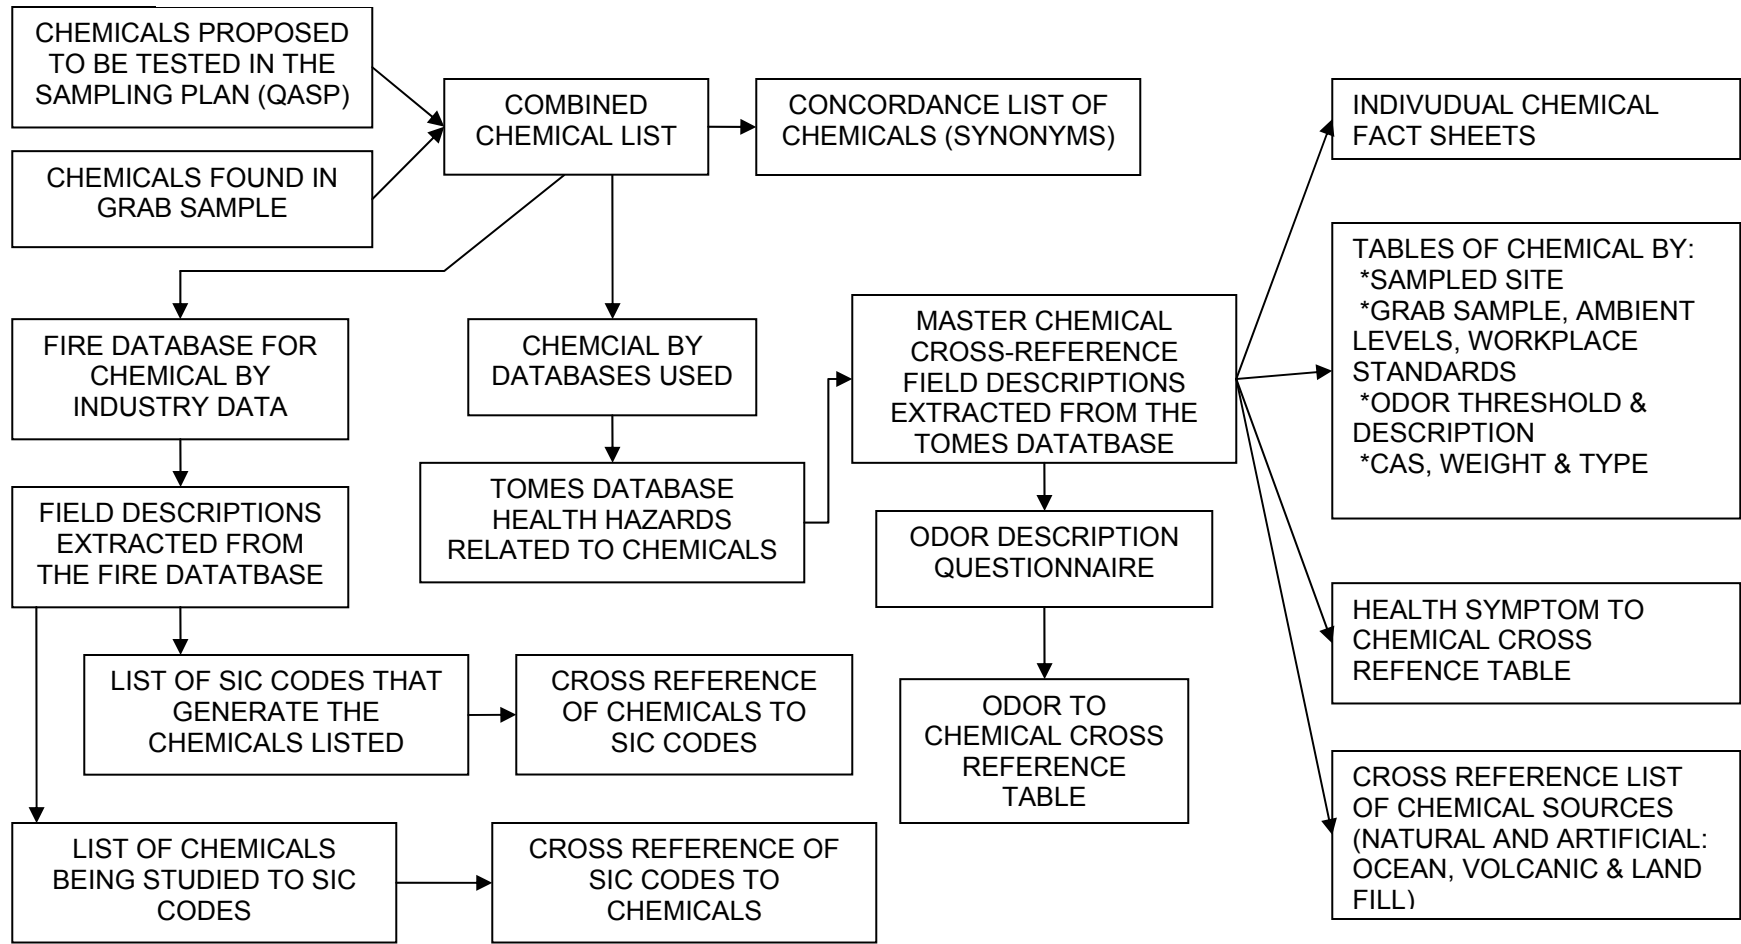 CHEMICALS PROPOSED
TO BE TESTED IN THE
SAMPLING PLAN (QASP)
CHEMICALS FOUND IN
GRAB SAMPLE
COMBINED
CHEMICAL LIST
CONCORDANCE LIST OF
CHEMICALS (SYNONYMS)
FIRE DATABASE FOR
CHEMICAL BY
INDUSTRY DATA
FIELD DESCRIPTIONS
EXTRACTED FROM
THE FIRE DATATBASE
LIST OF SIC CODES THAT
GENERATE THE
CHEMICALS LISTED
CROSS REFERENCE
OF CHEMICALS TO
SIC CODES
LIST OF CHEMICALS
BEING STUDIED TO SIC
CODES
CROSS REFERENCE OF
SIC CODES TO
CHEMICALS
CHEMCIAL BY
DATABASES USED
TOMES DATABASE
HEALTH HAZARDS
RELATED TO CHEMICALS
MASTER CHEMICAL
CROSS-REFERENCE
FIELD DESCRIPTIONS
EXTRACTED FROM THE
TOMES DATATBASE
ODOR DESCRIPTION
QUESTIONNAIRE
ODOR TO
CHEMICAL CROSS
REFERENCE
TABLE
INDIVUDUAL CHEMICAL
FACT SHEETS
TABLES OF CHEMICAL BY:
*SAMPLED SITE
*GRAB SAMPLE, AMBIENT
LEVELS, WORKPLACE
STANDARDS
*ODOR THRESHOLD &
DESCRIPTION
*CAS, WEIGHT & TYPE
HEALTH SYMPTOM TO
CHEMICAL CROSS
REFENCE TABLE
CROSS REFERENCE LIST
OF CHEMICAL SOURCES
(NATURAL AND ARTIFICIAL:
OCEAN, VOLCANIC & LAND
FILL)